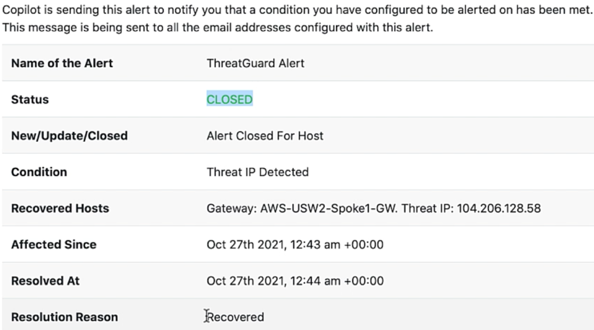 Copilot is sending this alert to notify you that a condition you have configured to be alerted on has been met.
This message is being sent to all the email addresses configured with this alert.
Name of the Alert ThreatGuard Alert
Status CLOSED
New/Update/Closed Alert Closed For Host
Condition Threat IP Detected
Recovered Hosts Gateway: AWS-USW2-Spoke1-GW. Threat IP: 104.206.128.58
Affected Since Oct 27th 2021, 12:43 am +00:00
Resolved At Oct 27th 2021, 12:44 am +00:00
Resolution Reason Recovered